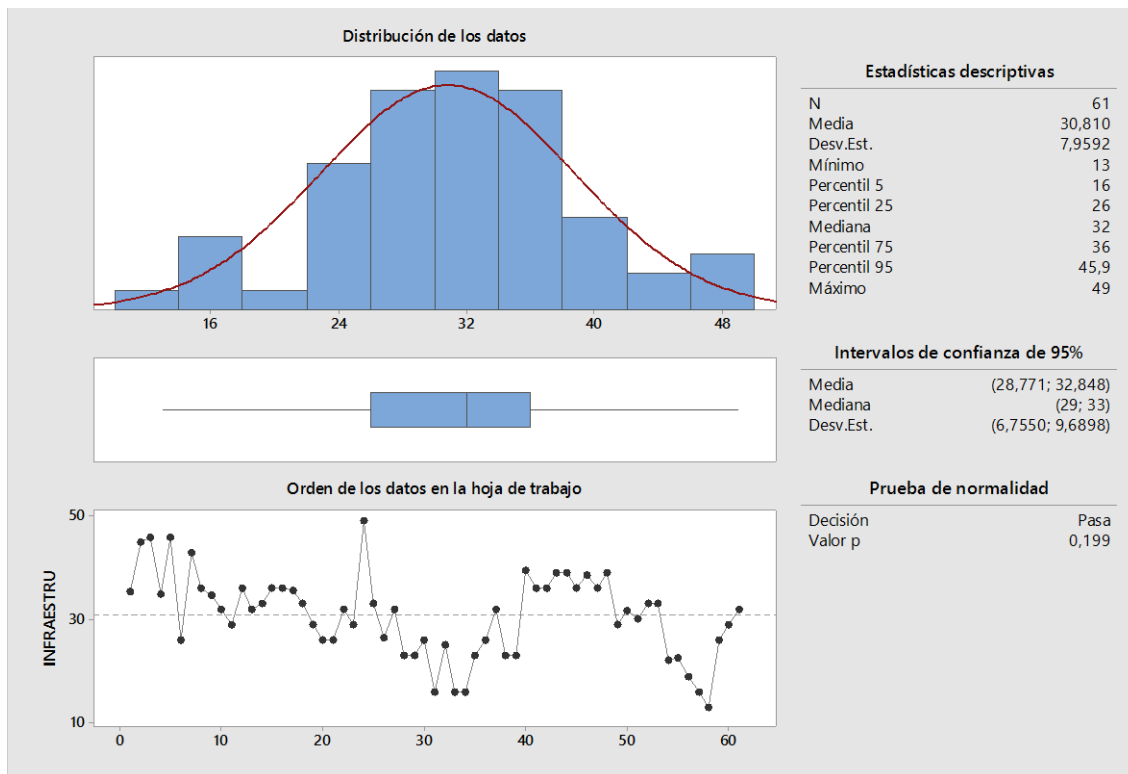 Distribución de los datos
16 24 32 40 48
Estadísticas descriptivas
N 61
Media 30,810
Desv.Est. 7,9592
Mínimo 13
Percentil 5 16
Percentil 25 26
Mediana 32
Percentil 75 36
Percentil 95 45,9
Máximo 49
Intervalos de confianza de 95%
Media (28,771; 32,848)
Mediana (29; 33)
Desv.Est. (6,7550; 9,6898)
Orden de los datos en la hoja de trabajo
INFRAESTRU
50
30
10
0 10 20 30 40 50 60
Prueba de normalidad
Decisión Pasa
Valor p 0,199